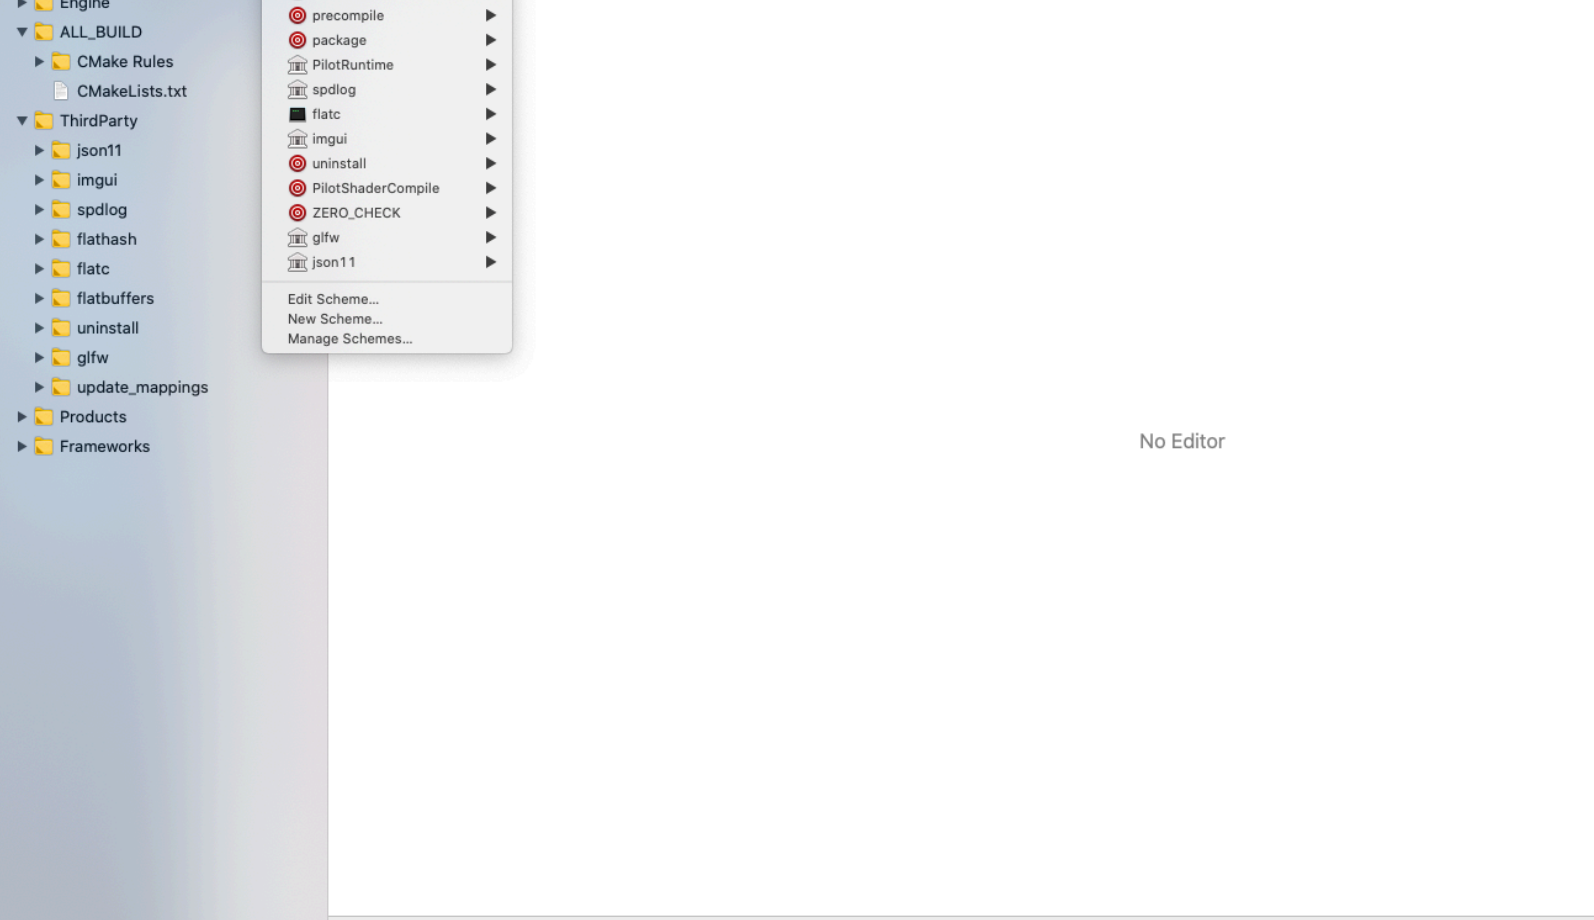 Engine
ALL_BUILD
CMake Rules
CMakeLists.txt
ThirdParty
json11
imgui
spdlog
flathash
flatc
flatbuffers
uninstall
glfw
update_mappings
Products
Frameworks
precompile
package
PilotRuntime
spdlog
flatc
imgui
uninstall
PilotShaderCompile
ZERO_CHECK
glfw
json11
Edit Scheme...
New Scheme...
Manage Schemes...
No Editor